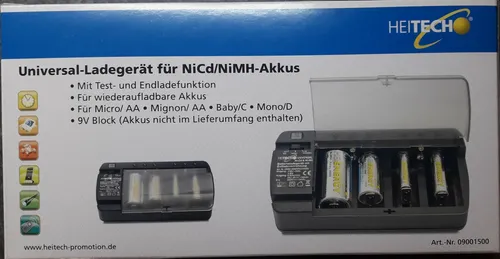 HEITECH
Universal-Ladegerät für NiCd/NiMH-Akkus
• Mit Test- und Endladefunktion
• Für wiederaufladbare Akkus
• Für Micro/ AA • Mignon/ AA • Baby/C • Mono/D
• 9V Block (Akkus nicht im Lieferumfang enthalten)
www.heitech-promotion.de
Art.-Nr. 09001500